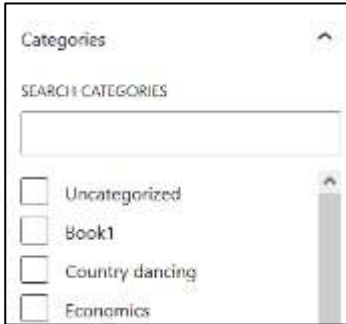 Categories
SEARCH CATEGORIES
Uncategorized
Book1
Country dancing
Economics